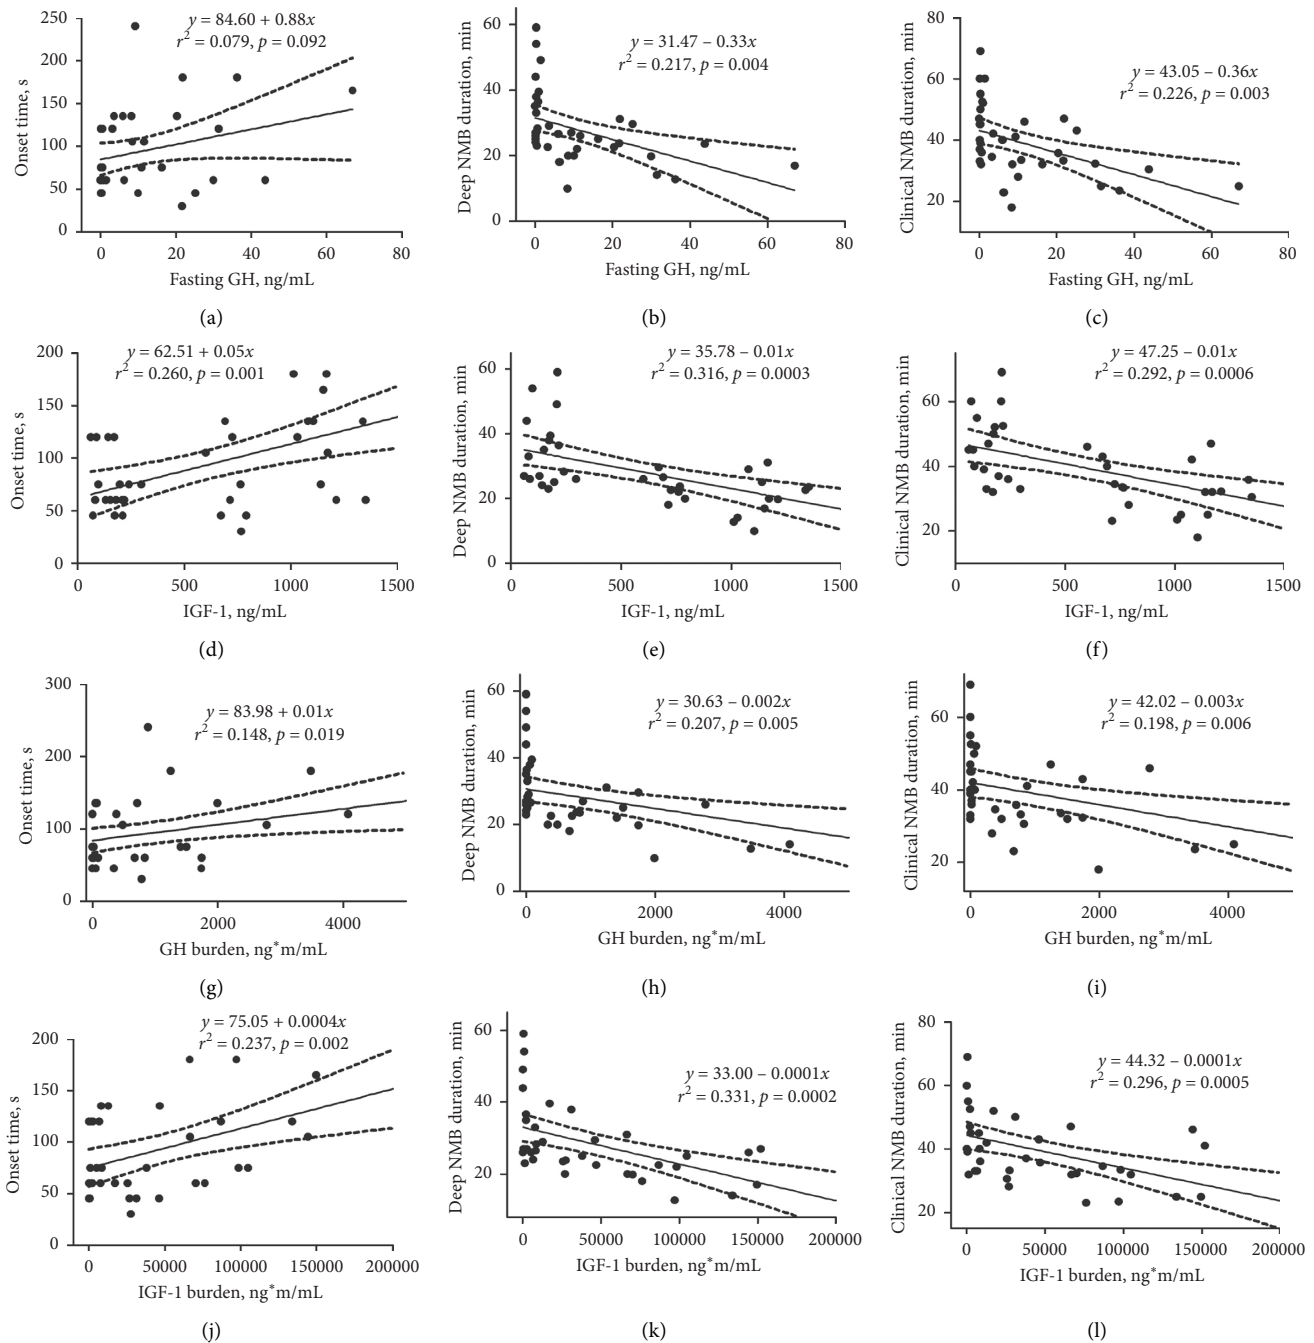 y = 84.60 + 0.88x
r² = 0.079, p = 0.092
Onset time, s
250
200
150
100
50
0
0 20 40 60 80
Fasting GH, ng/mL
(a)
y = 31.47 – 0.33x
r² = 0.217, p = 0.004
Deep NMB duration, min
60
40
20
0
0 20 40 60 80
Fasting GH, ng/mL
(b)
y = 43.05 – 0.36x
r² = 0.226, p = 0.003
Clinical NMB duration, min
80
60
40
20
0 20 40 60 80
Fasting GH, ng/mL
(c)
y = 62.51 + 0.05x
r² = 0.260, p = 0.001
Onset time, s
200
150
100
50
0
0 500 1000 1500
IGF-1, ng/mL
(d)
y = 35.78 – 0.01x
r² = 0.316, p = 0.0003
Deep NMB duration, min
60
40
20
0
0 500 1000 1500
IGF-1, ng/mL
(e)
y = 47.25 – 0.01x
r² = 0.292, p = 0.0006
Clinical NMB duration, min
60
40
20
0 500 1000 1500
IGF-1, ng/mL
(f)
y = 83.98 + 0.01x
r² = 0.148, p = 0.019
Onset time, s
300
200
100
0
0 2000 4000
GH burden, ng*m/mL
(g)
y = 30.63 – 0.002x
r² = 0.207, p = 0.005
Deep NMB duration, min
60
40
20
0
0 2000 4000
GH burden, ng*m/mL
(h)
y = 42.02 – 0.003x
r² = 0.198, p = 0.006
Clinical NMB duration, min
60
40
20
0 2000 4000
GH burden, ng*m/mL
(i)
y = 75.05 + 0.0004x
r² = 0.237, p = 0.002
Onset time, s
200
150
100
50
0
0 50000 100000 150000 200000
IGF-1 burden, ng*m/mL
(j)
y = 33.00 – 0.0001x
r² = 0.331, p = 0.0002
Deep NMB duration, min
60
40
20
0 50000 100000 150000 200000
IGF-1 burden, ng*m/mL
(k)
y = 44.32 – 0.0001x
r² = 0.296, p = 0.0005
Clinical NMB duration, min
80
60
40
20
0 50000 100000 150000 200000
IGF-1 burden, ng*m/mL
(l)